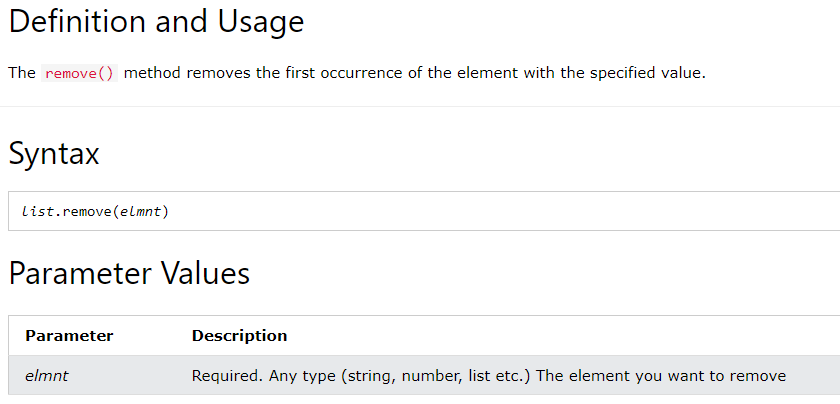 Definition and Usage
The remove() method removes the first occurrence of the element with the specified value.
Syntax
list.remove(elmnt)
Parameter Values
Parameter Description
elmnt Required. Any type (string, number, list etc.) The element you want to remove